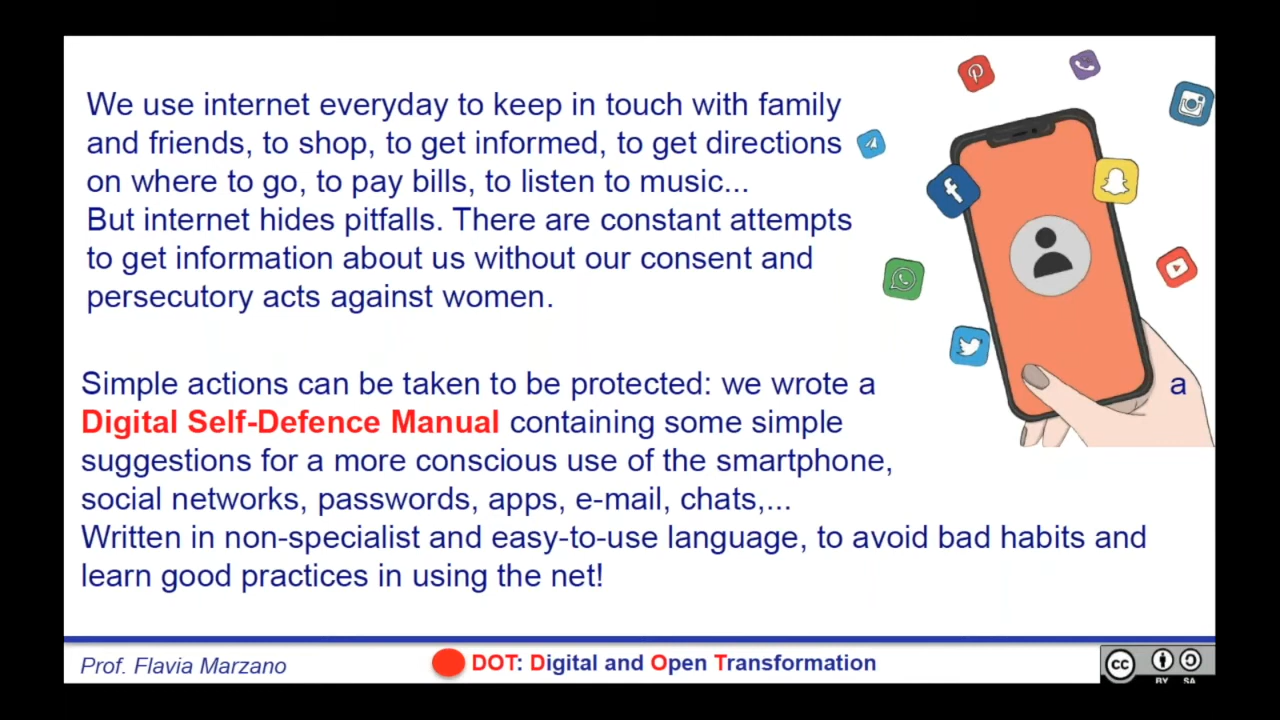 We use internet everyday to keep in touch with family
and friends, to shop, to get informed, to get directions
on where to go, to pay bills, to listen to music...
But internet hides pitfalls. There are constant attempts
to get information about us without our consent and
persecutory acts against women.
Simple actions can be taken to be protected: we wrote a a
Digital Self-Defence Manual containing some simple
suggestions for a more conscious use of the smartphone,
social networks, passwords, apps, e-mail, chats,...
Written in non-specialist and easy-to-use language, to avoid bad habits and
learn good practices in using the net!
Prof. Flavia Marzano
DOT: Digital and Open Transformation
cc
BY SA